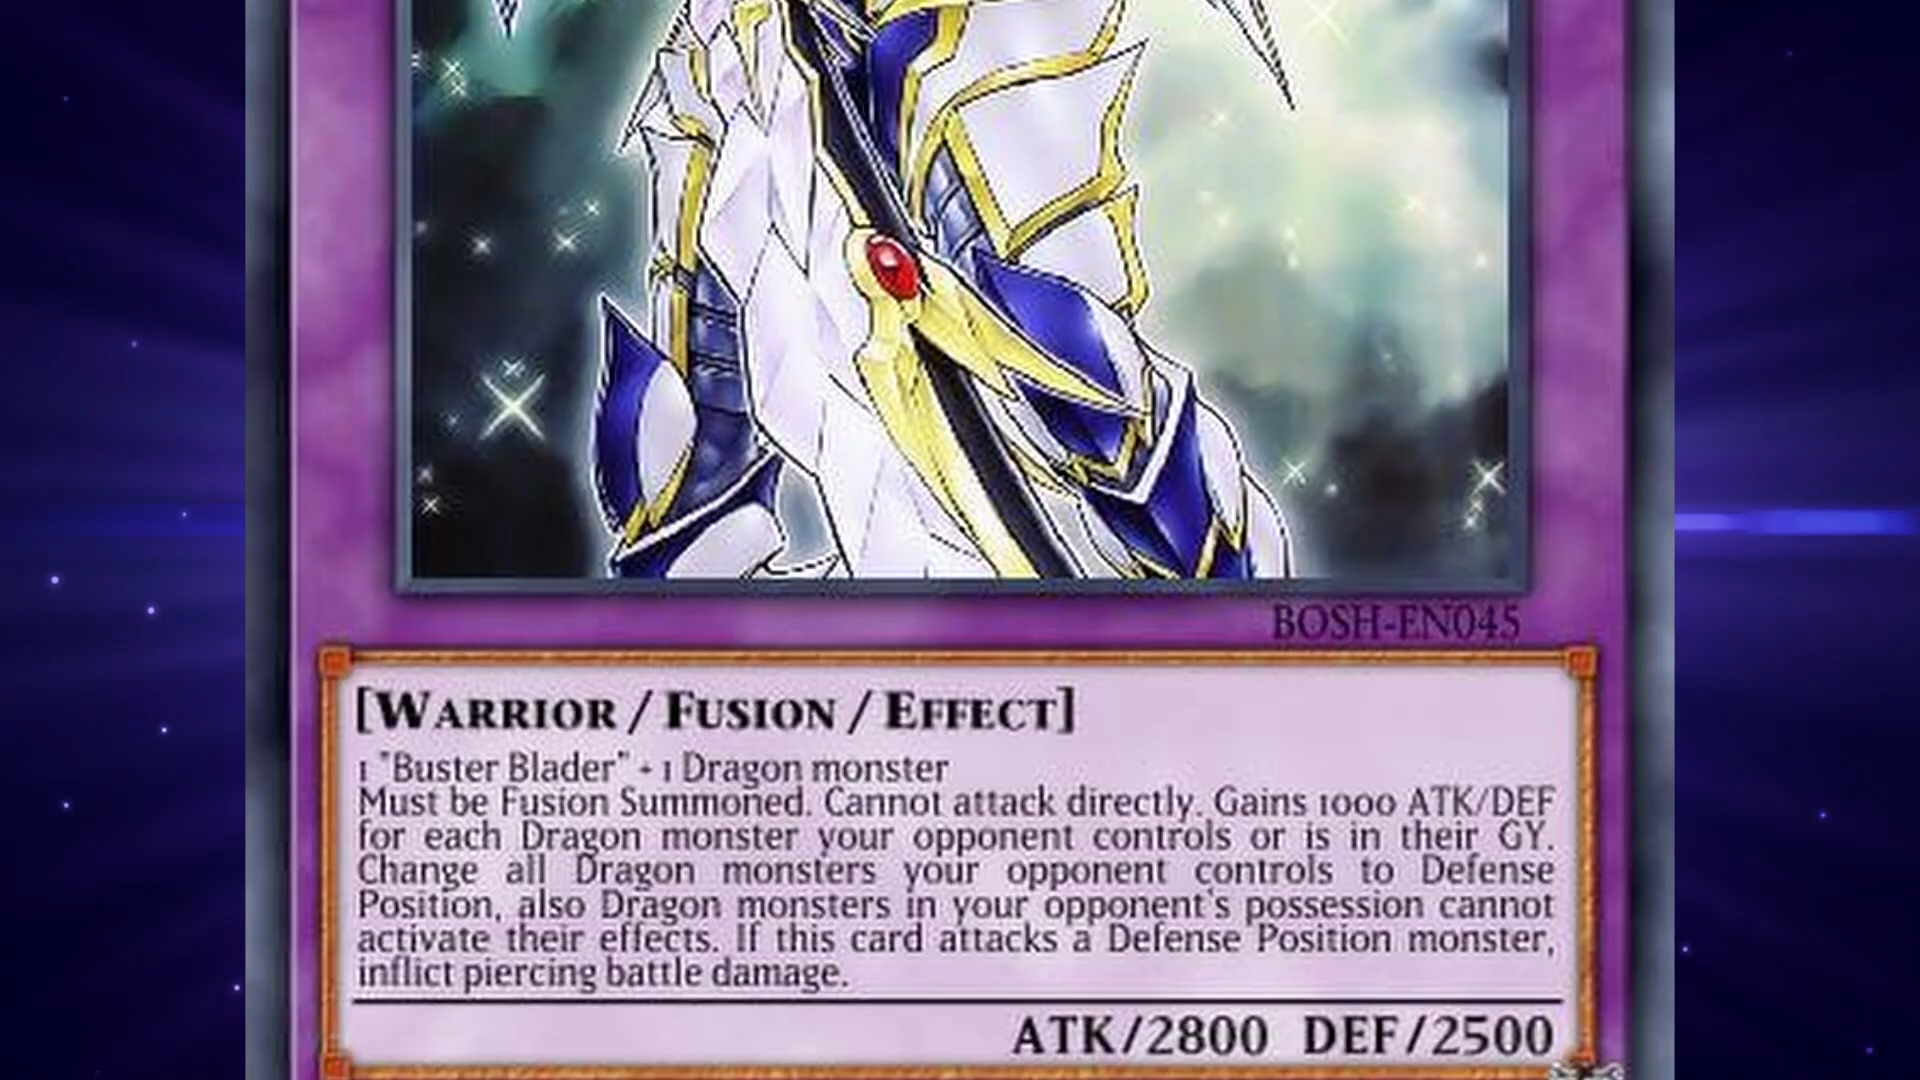 BOSH-EN045
[WARRIOR / FUSION / EFFECT]
1 "Buster Blader" + 1 Dragon monster
Must be Fusion Summoned. Cannot attack directly. Gains 1000 ATK/DEF
for each Dragon monster your opponent controls or is in their GY.
Change all Dragon monsters your opponent controls to Defense
Position, also Dragon monsters in your opponent's possession cannot
activate their effects. If this card attacks a Defense Position monster,
inflict piercing battle damage.
ATK/2800 DEF/2500